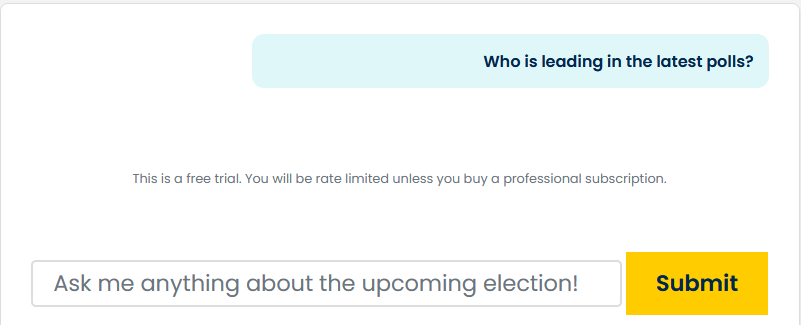 Who is leading in the latest polls?
This is a free trial. You will be rate limited unless you buy a professional subscription.
Ask me anything about the upcoming election!
Submit